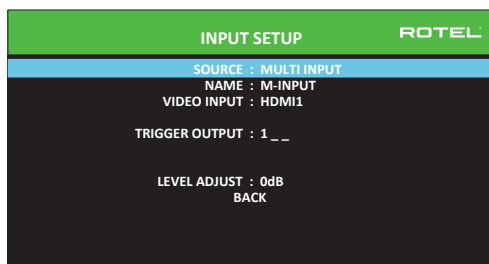 INPUT SETUP
ROTEL
SOURCE : MULTI INPUT
NAME : M-INPUT
VIDEO INPUT : HDMI1
TRIGGER OUTPUT : 1 _ _
LEVEL ADJUST : 0dB
BACK